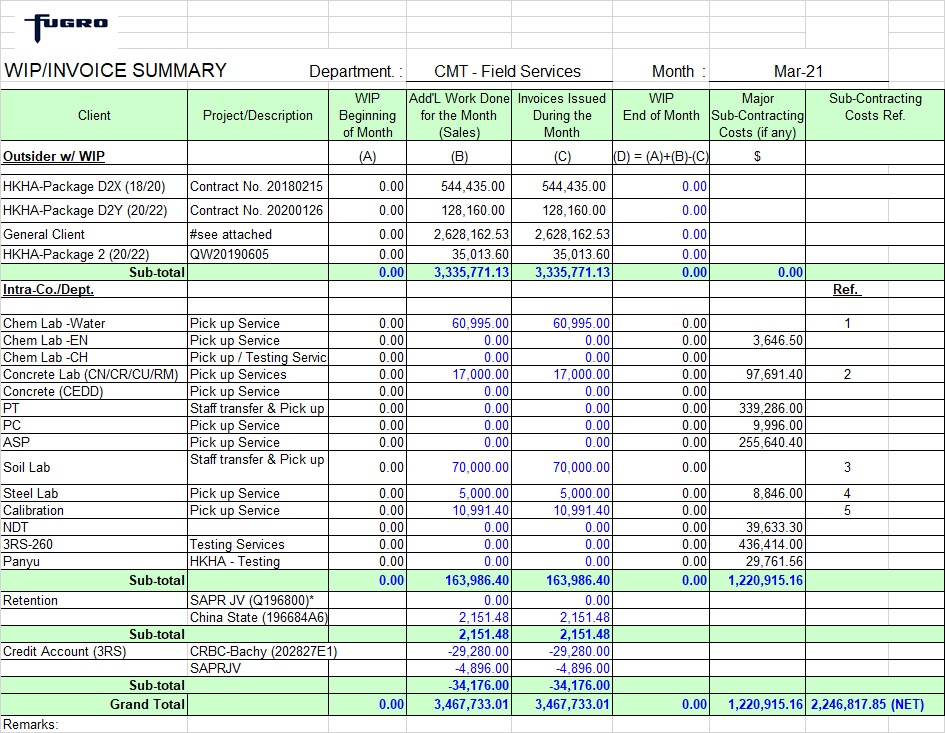 FUGRO
WIP/INVOICE SUMMARY Department. : CMT - Field Services Month : Mar-21
Client Project/Description WIP Beginning of Month Add'L Work Done for the Month (Sales) Invoices Issued During the Month WIP End of Month Major Sub-Contracting Costs (if any) Sub-Contracting Costs Ref.
Outsider w/ WIP (A) (B) (C) (D) = (A)+(B)-(C) $
HKHA-Package D2X (18/20) Contract No. 20180215 0.00 544,435.00 544,435.00 0.00
HKHA-Package D2Y (20/22) Contract No. 20200126 0.00 128,160.00 128,160.00 0.00
General Client #see attached 0.00 2,628,162.53 2,628,162.53 0.00
HKHA-Package 2 (20/22) QW20190605 0.00 35,013.60 35,013.60 0.00
Sub-total 0.00 3,335,771.13 3,335,771.13 0.00 0.00
Intra-Co./Dept. Ref.
Chem Lab -Water Pick up Service 0.00 60,995.00 60,995.00 0.00 1
Chem Lab -EN Pick up Service 0.00 0.00 0.00 0.00 3,646.50
Chem Lab -CH Pick up / Testing Servic 0.00 0.00 0.00 0.00
Concrete Lab (CN/CR/CU/RM) Pick up Services 0.00 17,000.00 17,000.00 0.00 97,691.40 2
Concrete (CEDD) Pick up Service 0.00 0.00 0.00 0.00
PT Staff transfer & Pick up 0.00 0.00 0.00 0.00 339,286.00
PC Pick up Service 0.00 0.00 0.00 0.00 9,996.00
ASP Pick up Service 0.00 0.00 0.00 0.00 255,640.40
Soil Lab Staff transfer & Pick up 0.00 70,000.00 70,000.00 0.00 3
Steel Lab Pick up Service 0.00 5,000.00 5,000.00 0.00 8,846.00 4
Calibration Pick up Service 0.00 10,991.40 10,991.40 0.00 5
NDT 0.00 0.00 0.00 0.00 39,633.30
3RS-260 Testing Services 0.00 0.00 0.00 0.00 436,414.00
Panyu HKHA - Testing 0.00 0.00 0.00 0.00 29,761.56
Sub-total 0.00 163,986.40 163,986.40 0.00 1,220,915.16
Retention SAPR JV (Q196800)* 0.00 0.00
China State (196684A6) 2,151.48 2,151.48
Sub-total 2,151.48 2,151.48
Credit Account (3RS) CRBC-Bachy (202827E1) -29,280.00 -29,280.00
SAPRJV -4,896.00 -4,896.00
Sub-total -34,176.00 -34,176.00
Grand Total 0.00 3,467,733.01 3,467,733.01 0.00 1,220,915.16 2,246,817.85 (NET)
Remarks: